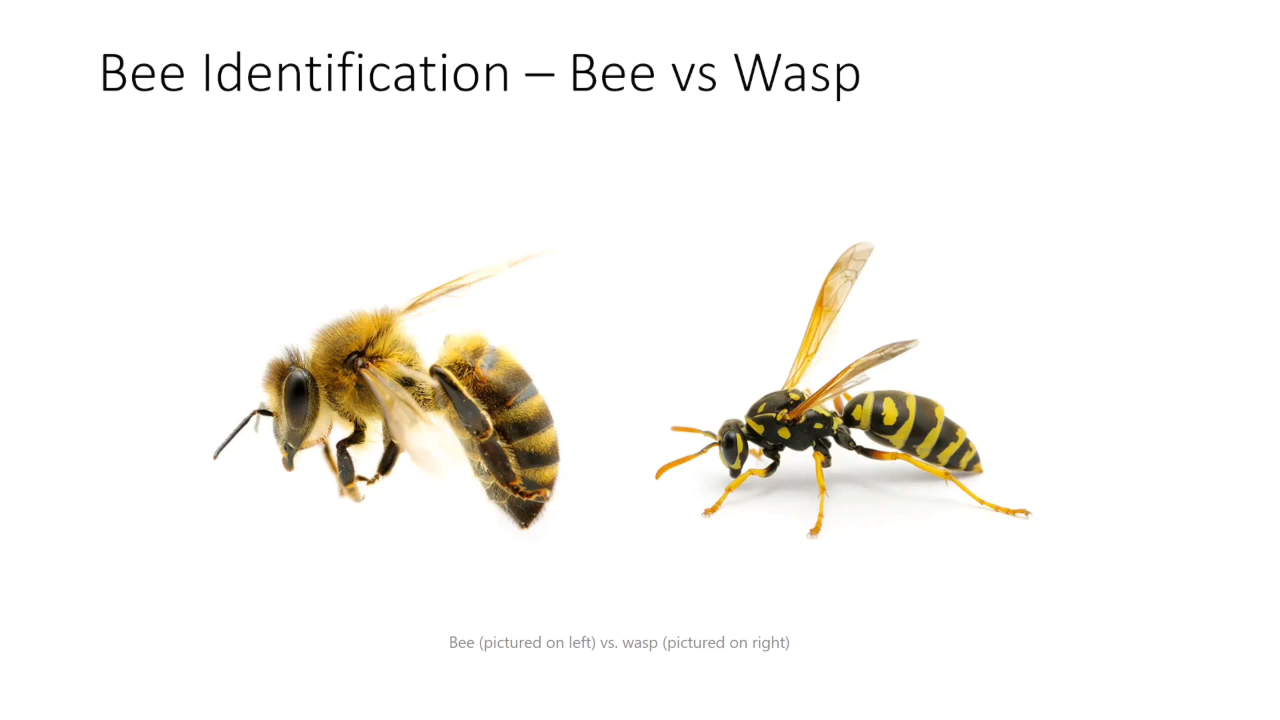 Bee Identification – Bee vs Wasp
Bee (pictured on left) vs. wasp (pictured on right)